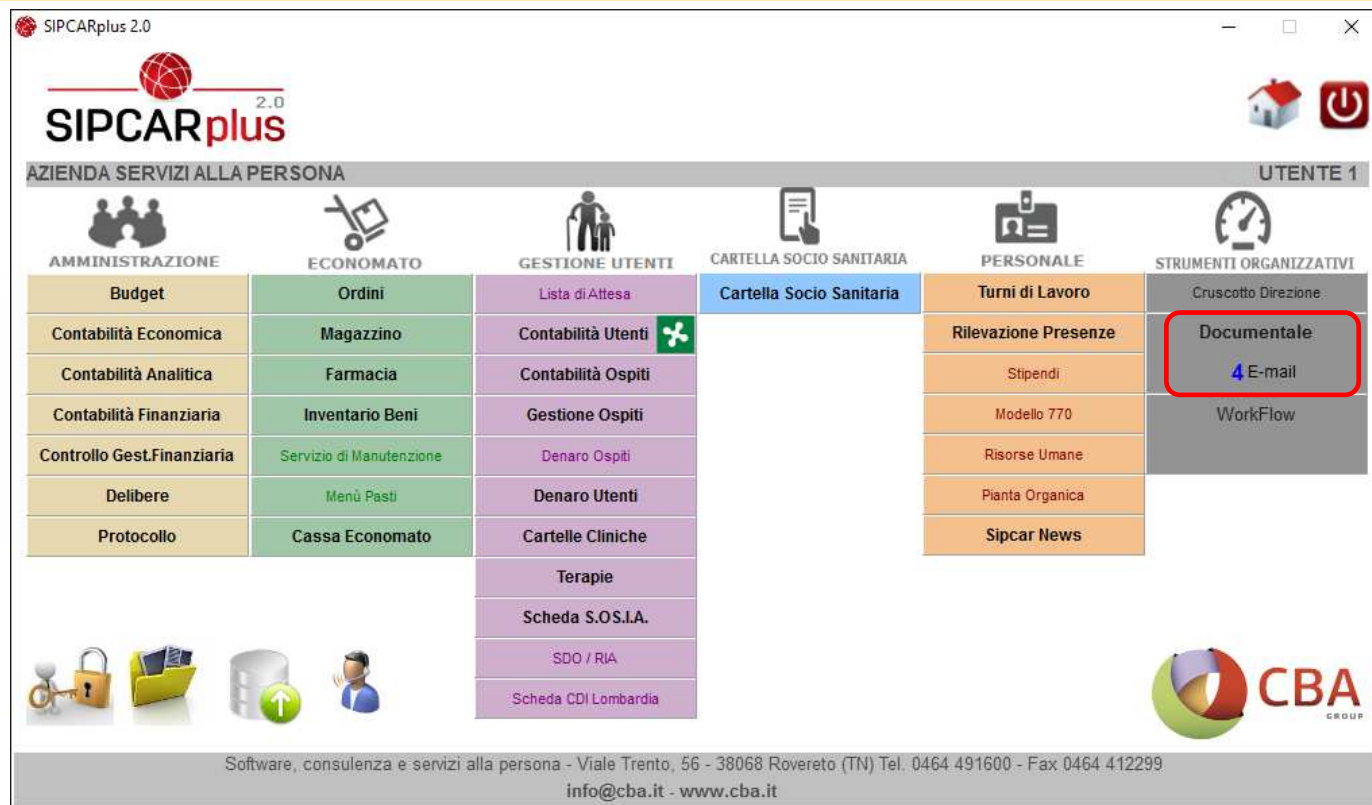 SIPCARplus 2.0
2.0
SIPCARplus
AZIENDA SERVIZI ALLA PERSONA
UTENTE 1
AMMINISTRAZIONE
Budget
Contabilità Economica
Contabilità Analitica
Contabilità Finanziaria
Controllo Gest.Finanziaria
Delibere
Protocollo
ECONOMATO
Ordini
Magazzino
Farmacia
Inventario Beni
Servizio di Manutenzione
Menù Pasti
Cassa Economato
GESTIONE UTENTI
Lista di Attesa
Contabilità Utenti
Contabilità Ospiti
Gestione Ospiti
Denaro Ospiti
Denaro Utenti
Cartelle Cliniche
Terapie
Scheda S.OS.I.A.
SDO / RIA
Scheda CDI Lombardia
CARTELLA SOCIO SANITARIA
Cartella Socio Sanitaria
PERSONALE
Turni di Lavoro
Rilevazione Presenze
Stipendi
Modello 770
Risorse Umane
Pianta Organica
Sipcar News
STRUMENTI ORGANIZZATIVI
Cruscotto Direzione
Documentale
4 E-mail
WorkFlow
CBA
GROUP
Software, consulenza e servizi alla persona - Viale Trento, 56 - 38068 Rovereto (TN) Tel. 0464 491600 - Fax 0464 412299
info@cba.it - www.cba.it